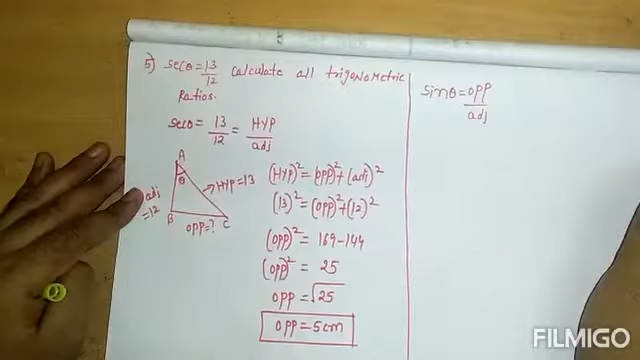 5) secθ = 13/12 calculate all trigonometric
Ratios.
secθ = 13/12 = HYP/adj
A
θ
HYP = 13
adj
= 12
B
C
opp = ?
(HYP)² = (opp)² + (adj)²
(13)² = (opp)² + (12)²
(opp)² = 169 - 144
(opp)² = 25
opp = √25
opp = 5cm
sinθ = opp/adj
FILMIGO